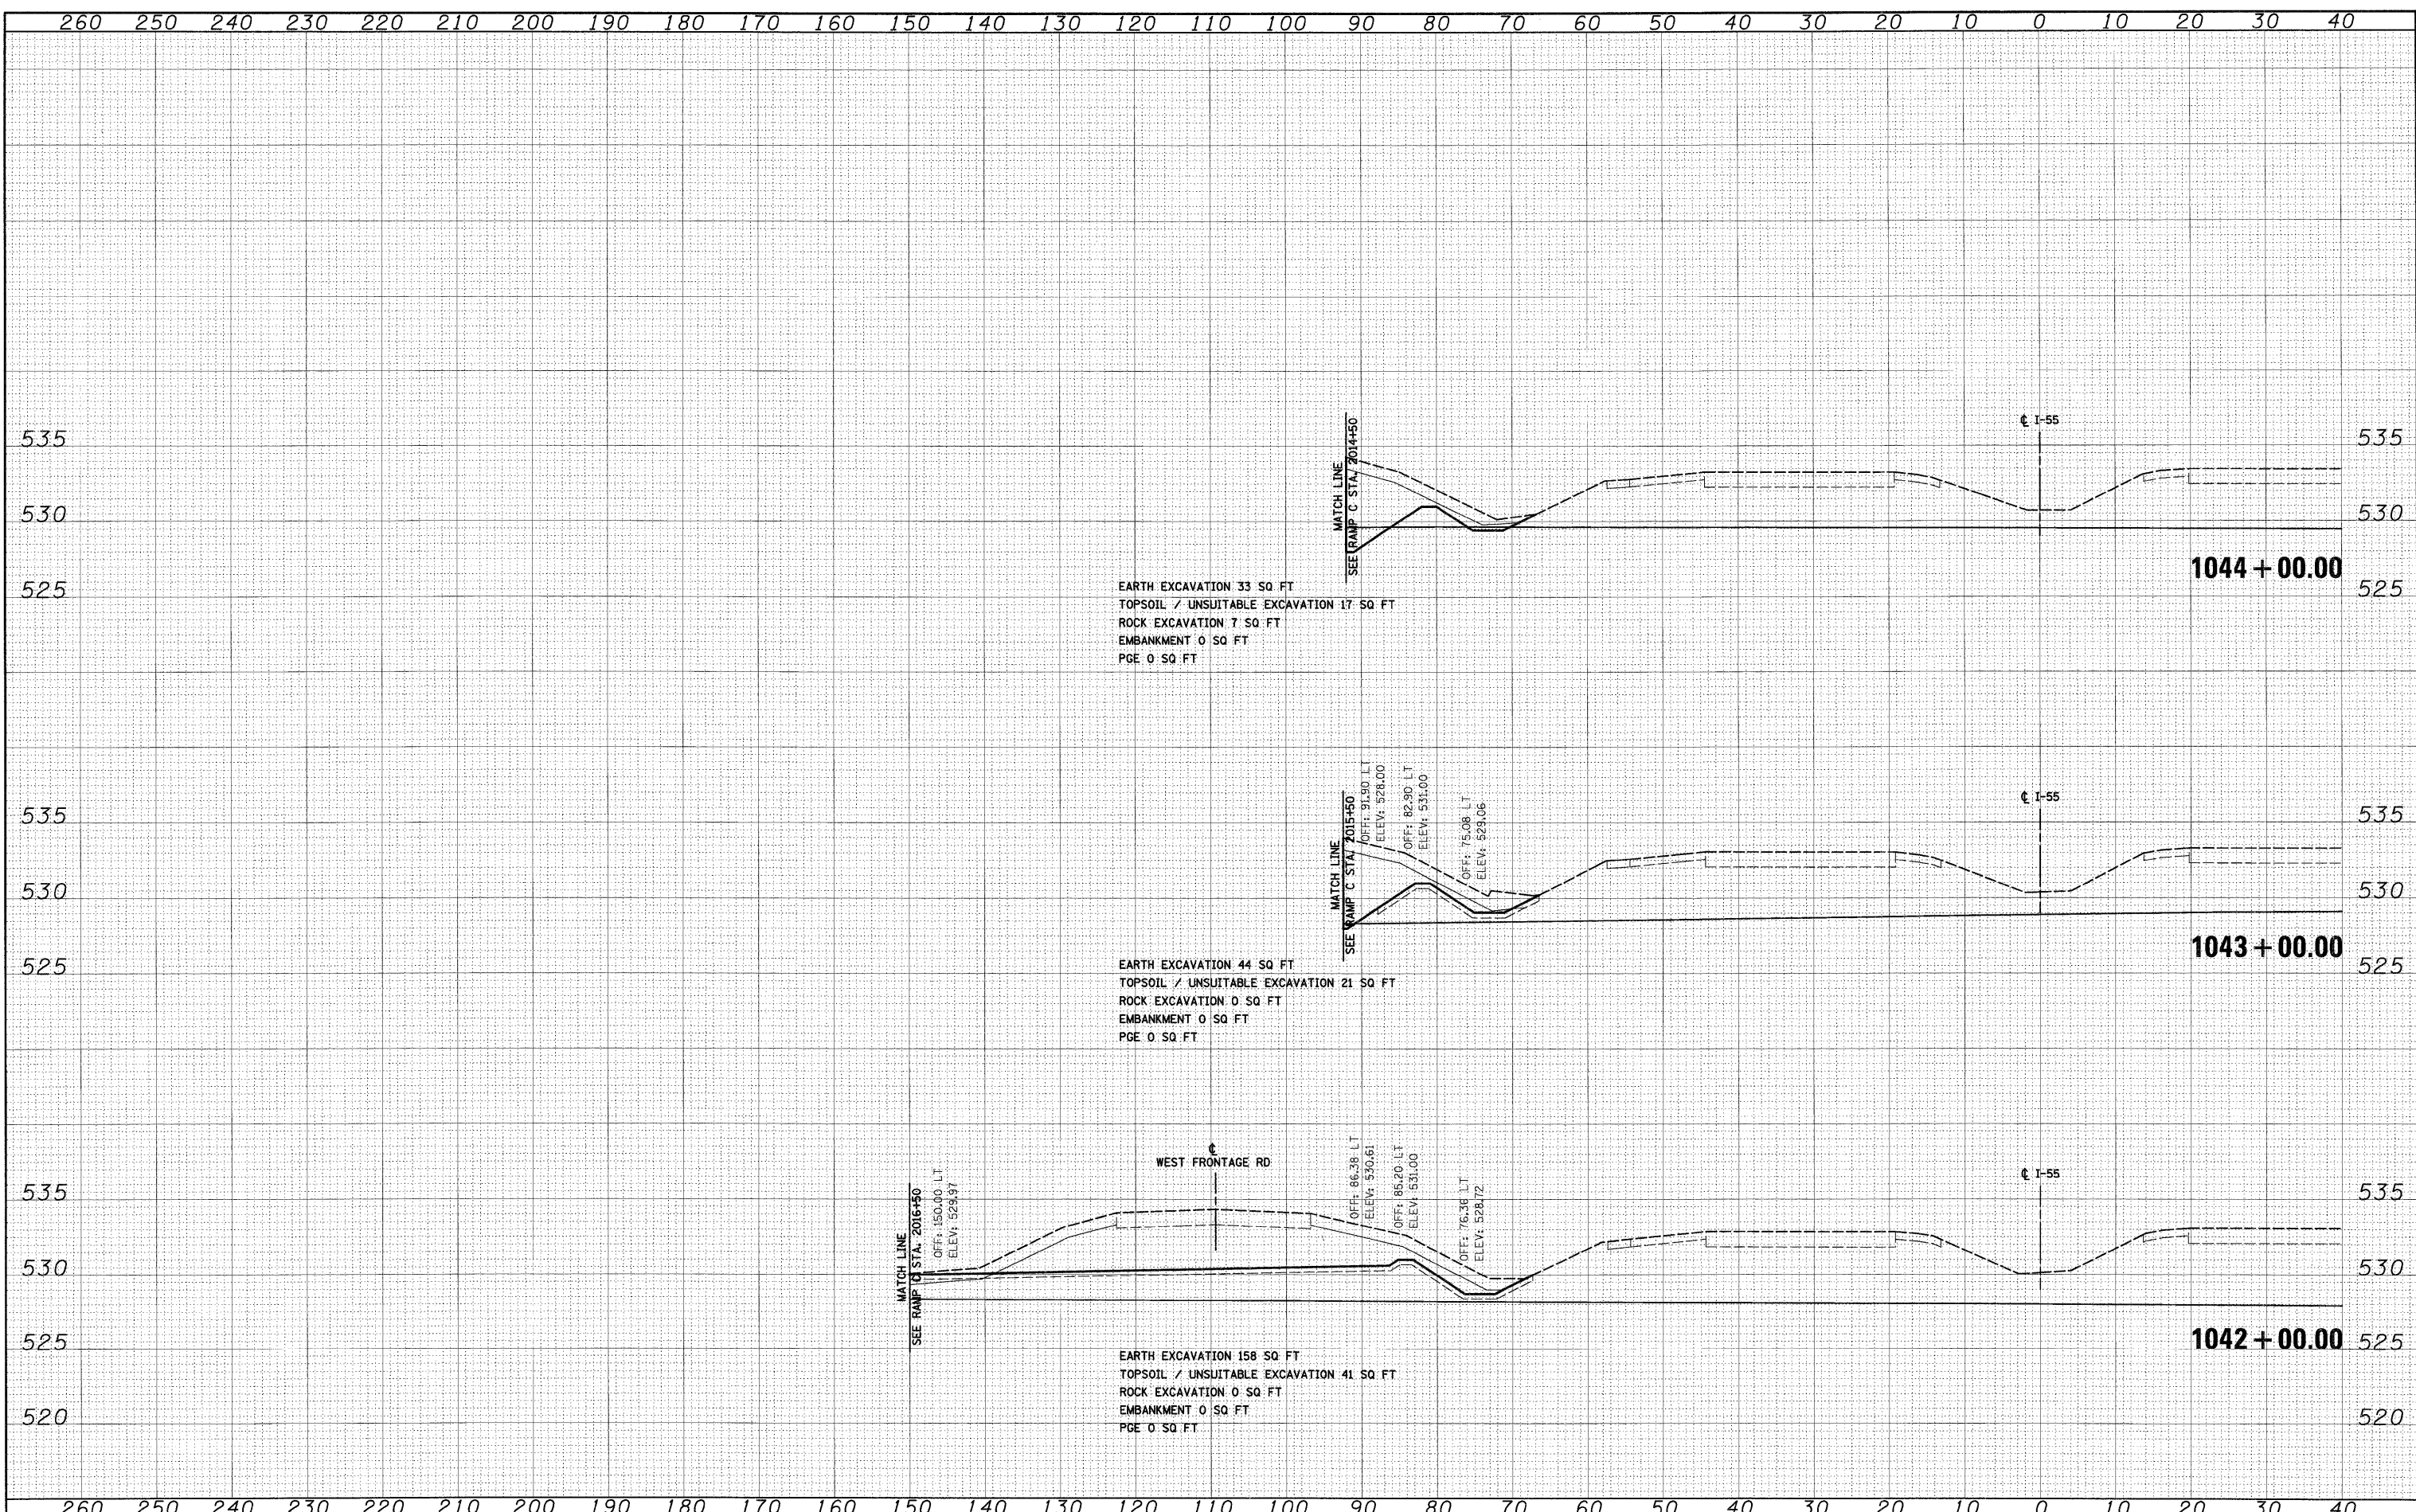 260 250 240 230 220 210 200 190 180 170 160 150 140 130 120 110 100 90 80 70 60 50 40 30 20 10 0 10 20 30 40
℄ I-55
MATCH LINE
SEE RAMP C STA. 2014+50
535 535
530 530
1044+00.00
525 525
EARTH EXCAVATION 33 SQ FT
TOPSOIL / UNSUITABLE EXCAVATION 17 SQ FT
ROCK EXCAVATION 7 SQ FT
EMBANKMENT 0 SQ FT
PGE 0 SQ FT
OFF: 91.90 LT
ELEV: 528.00
OFF: 82.90 LT
ELEV: 531.00
OFF: 75.08 LT
ELEV: 529.06
℄ I-55
MATCH LINE
SEE RAMP C STA. 2015+50
535 535
530 530
1043+00.00
525 525
EARTH EXCAVATION 44 SQ FT
TOPSOIL / UNSUITABLE EXCAVATION 21 SQ FT
ROCK EXCAVATION 0 SQ FT
EMBANKMENT 0 SQ FT
PGE 0 SQ FT
℄
WEST FRONTAGE RD
OFF: 150.00 LT
ELEV: 529.97
OFF: 86.38 LT
ELEV: 530.61
OFF: 85.20 LT
ELEV: 531.00
OFF: 76.36 LT
ELEV: 528.72
℄ I-55
MATCH LINE
SEE RAMP C STA. 2016+50
535 535
530 530
1042+00.00
525 525
EARTH EXCAVATION 158 SQ FT
TOPSOIL / UNSUITABLE EXCAVATION 41 SQ FT
ROCK EXCAVATION 0 SQ FT
EMBANKMENT 0 SQ FT
PGE 0 SQ FT
520 520
260 250 240 230 220 210 200 190 180 170 160 150 140 130 120 110 100 90 80 70 60 50 40 30 20 10 0 10 20 30 40